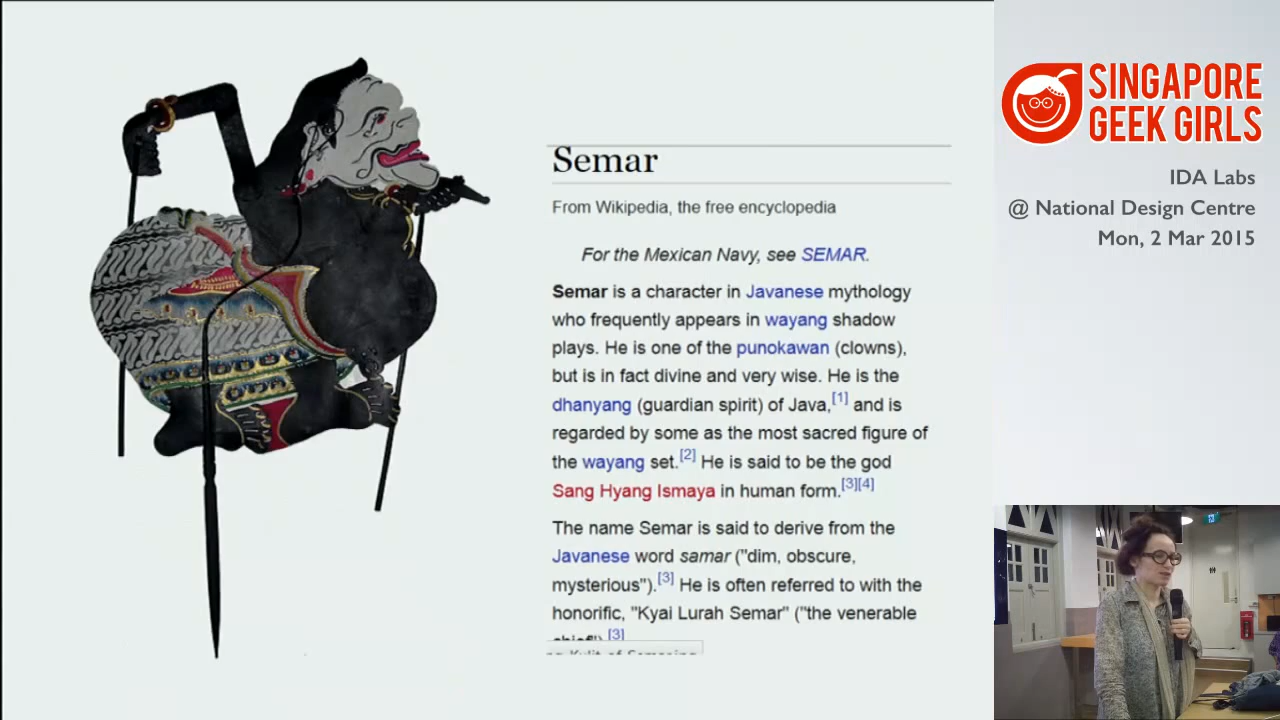 Semar
From Wikipedia, the free encyclopedia
For the Mexican Navy, see SEMAR.
Semar is a character in Javanese mythology
who frequently appears in wayang shadow
plays. He is one of the punokawan (clowns),
but is in fact divine and very wise. He is the
dhanyang (guardian spirit) of Java,[1] and is
regarded by some as the most sacred figure of
the wayang set.[2] He is said to be the god
Sang Hyang Ismaya in human form.[3][4]
The name Semar is said to derive from the
Javanese word samar ("dim, obscure,
mysterious").[3] He is often referred to with the
honorific, "Kyai Lurah Semar" ("the venerable
chief").[3]
SINGAPORE
GEEK GIRLS
IDA Labs
@ National Design Centre
Mon, 2 Mar 2015